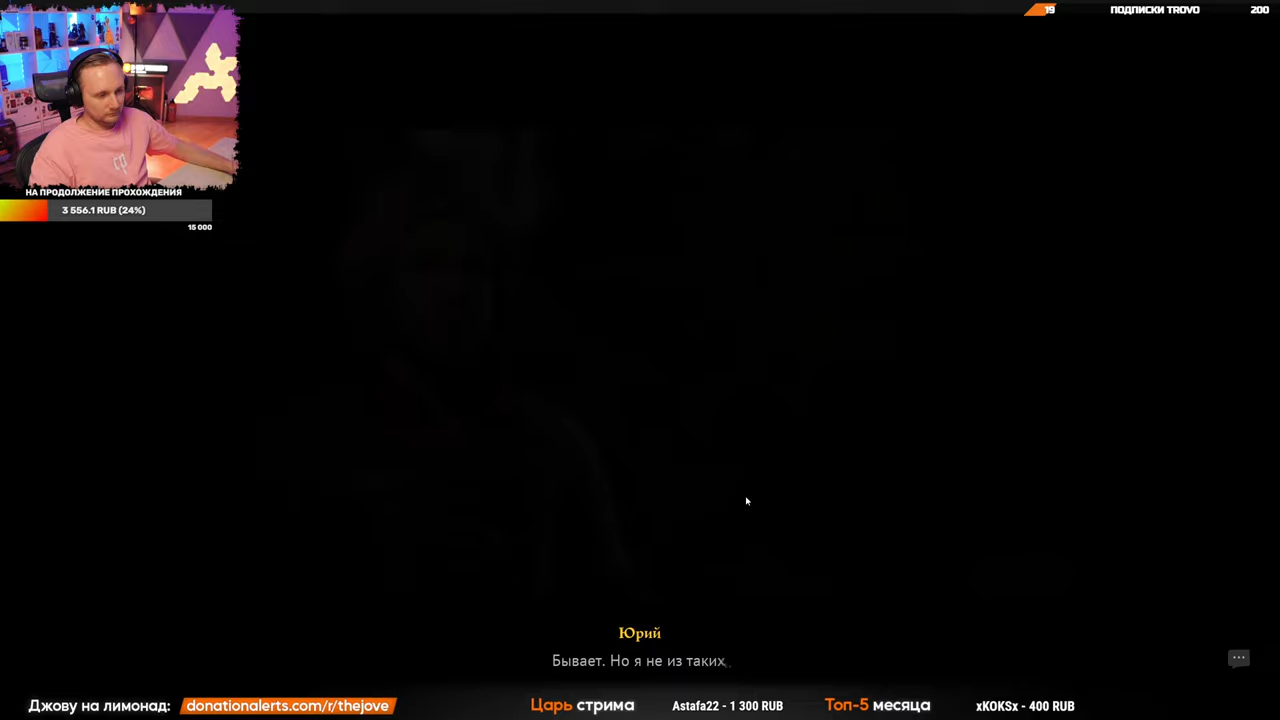 19 ПОДПИСКИ TROVO 200
НА ПРОДОЛЖЕНИЕ ПРОХОЖДЕНИЯ
3 556.1 RUB (24%)
15 000
Юрий
Бывает. Но я не из таких.
Джову на лимонад: donationalerts.com/r/thejove Царь стрима Astafa22 - 1 300 RUB Топ-5 месяца xKOKSx - 400 RUB